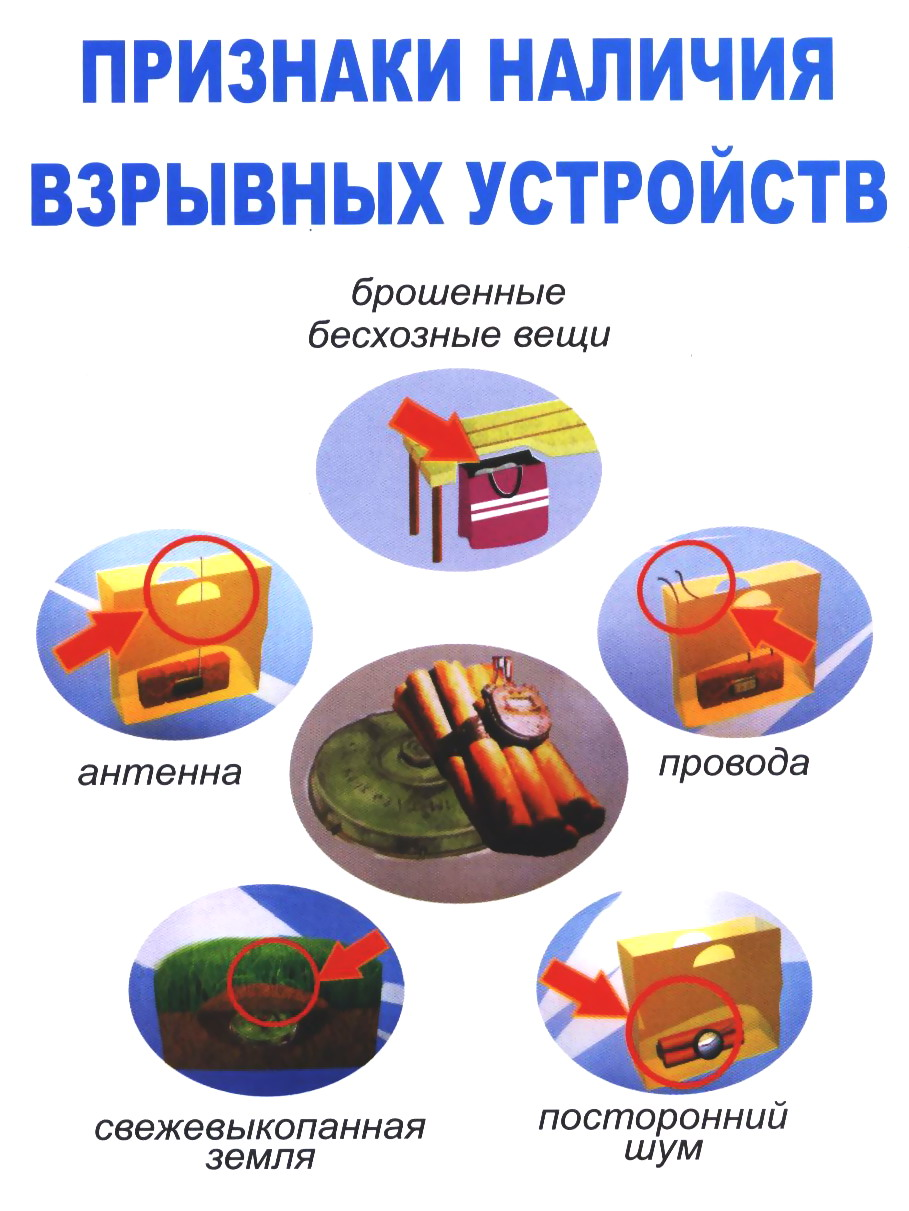 ПРИЗНАКИ НАЛИЧИЯ
ВЗРЫВНЫХ УСТРОЙСТВ
брошенные
бесхозные вещи
антенна
провода
свежевыкопанная
земля
посторонний
шум